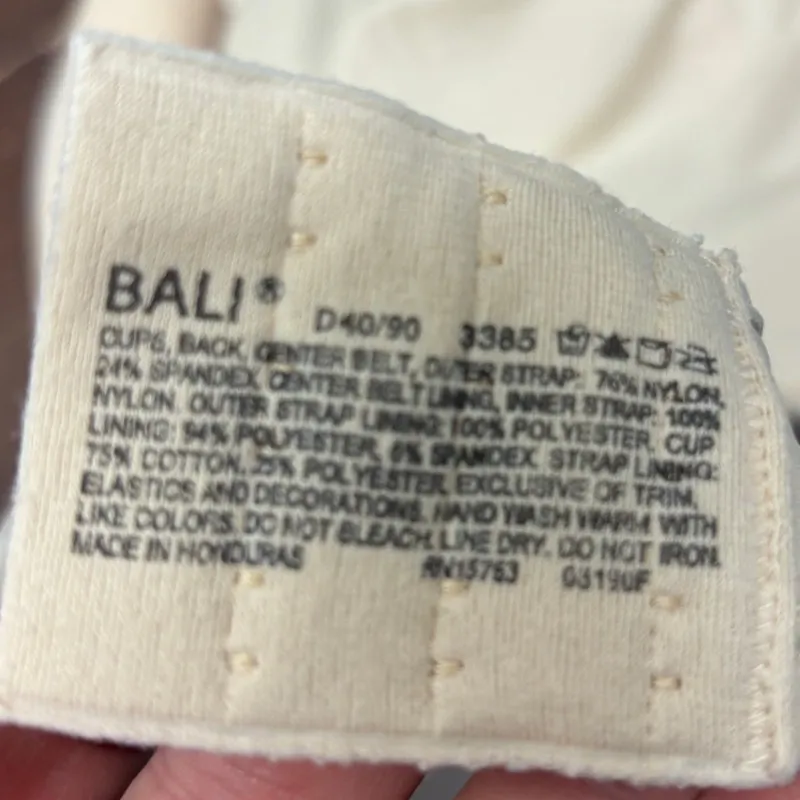 BALI®
D40/90 3385
CUPS, BACK, CENTER BELT, OUTER STRAP: 76% NYLON,
24% SPANDEX, CENTER BELT LINING, INNER STRAP: 100%
NYLON. OUTER STRAP LINING: 100% POLYESTER, CUP
LINING: 94% POLYESTER, 6% SPANDEX, STRAP LINING:
75% COTTON, 25% POLYESTER, EXCLUSIVE OF TRIM,
ELASTICS AND DECORATIONS. HAND WASH WARM WITH
LIKE COLORS. DO NOT BLEACH. LINE DRY. DO NOT IRON.
MADE IN HONDURAS RN15763